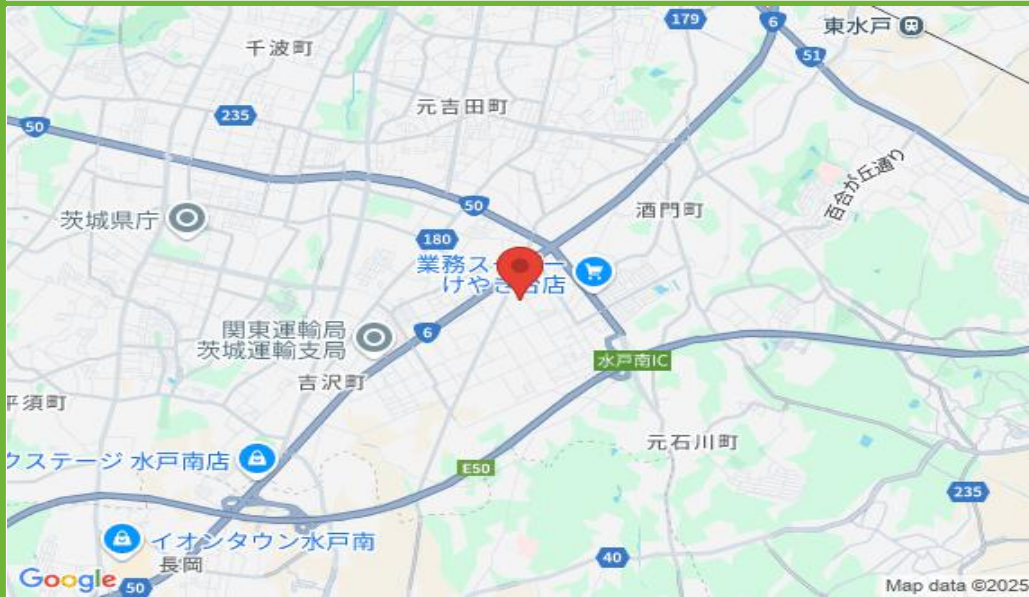 179
6
東水戸
51
千波町
元吉田町
235
50
百合が丘通り
茨城県庁
50
酒門町
180
業務スーパー
けやき台店
関東運輸局
茨城運輸支局
6
水戸南IC
吉沢町
平須町
元石川町
クステージ 水戸南店
E50
235
イオンタウン水戸南
長岡
40
Google
50
Map data ©2025